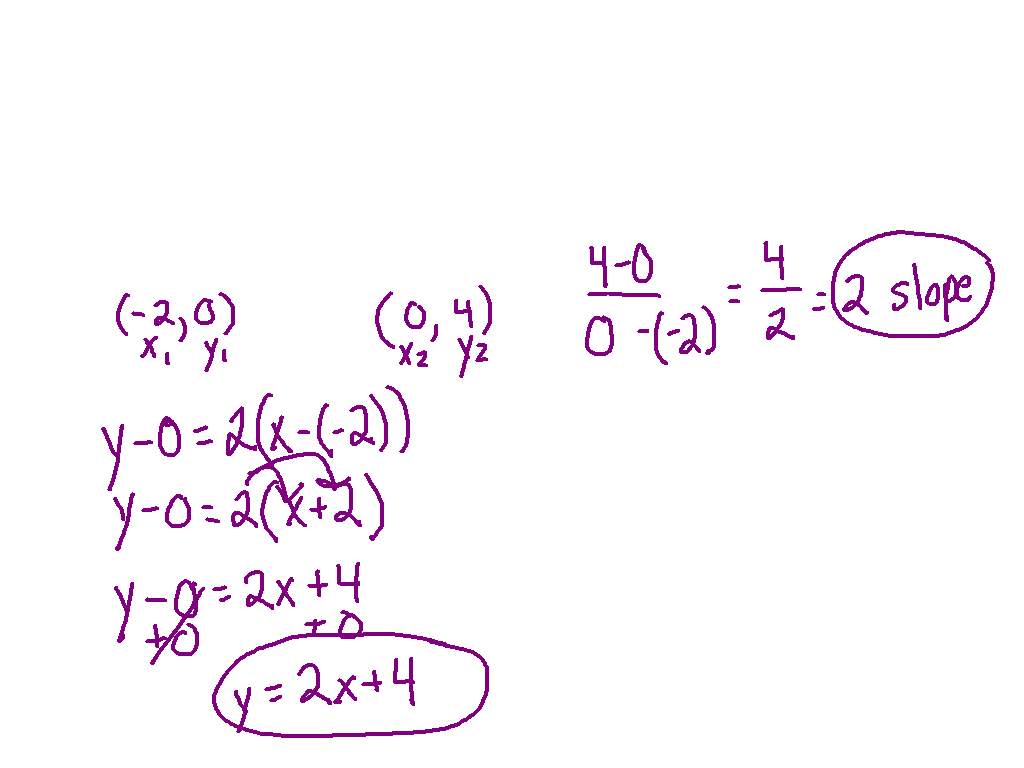 (-2, 0) (0, 4)
x₁ y₁ x₂ y₂
4-0/0-(-2) = 4/2 = 2 slope
y-0=2(x-(-2))
y-0=2(x+2)
y-0=2x+4
+0 +0
y=2x+4